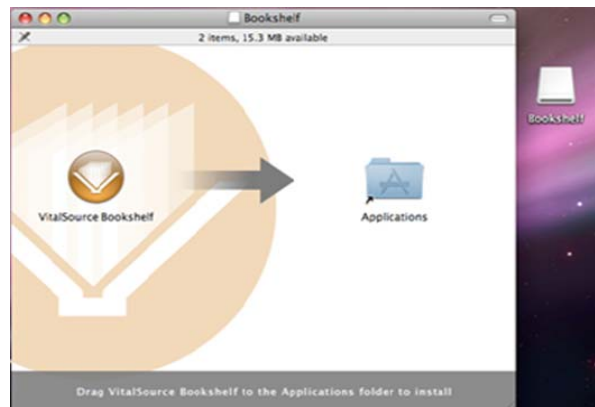 Bookshelf
2 items, 15.3 MB available
Bookshelf
VitalSource Bookshelf
Applications
Drag VitalSource Bookshelf to the Applications folder to install